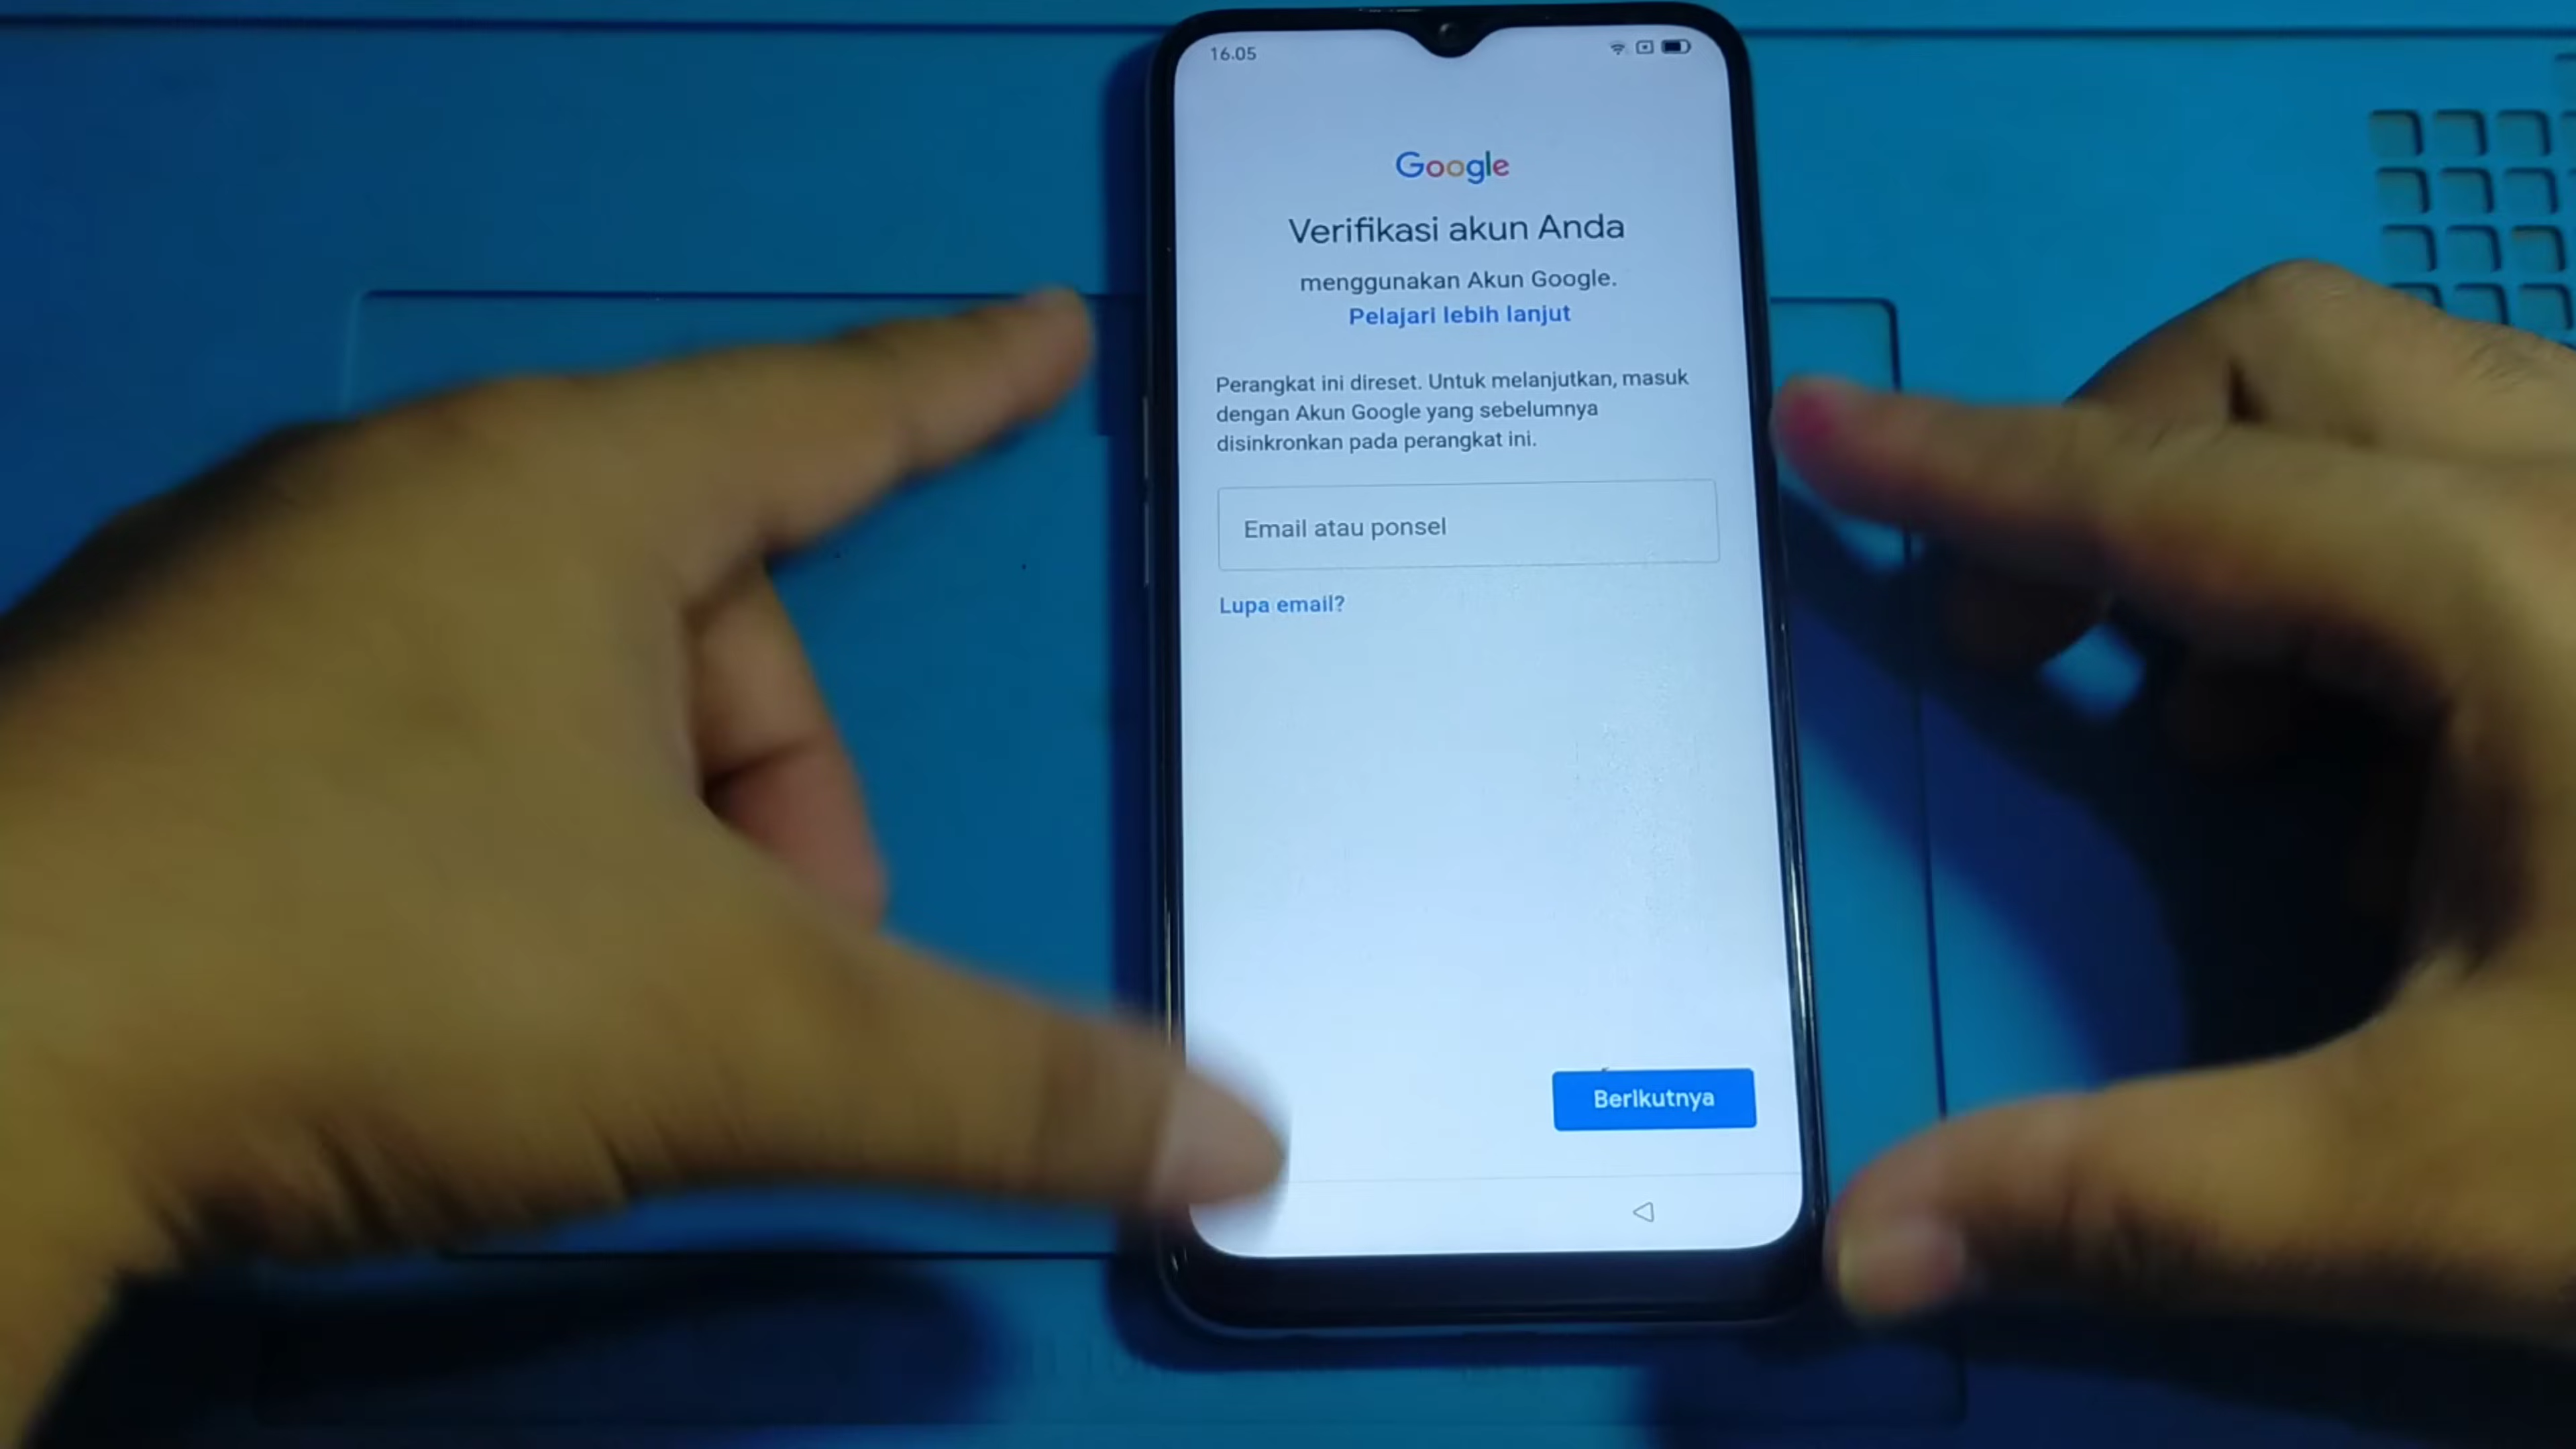 16.05
Google
Verifikasi akun Anda
menggunakan Akun Google.
Pelajari lebih lanjut
Perangkat ini direset. Untuk melanjutkan, masuk
dengan Akun Google yang sebelumnya
disinkronkan pada perangkat ini.
Email atau ponsel
Lupa email?
Berikutnya